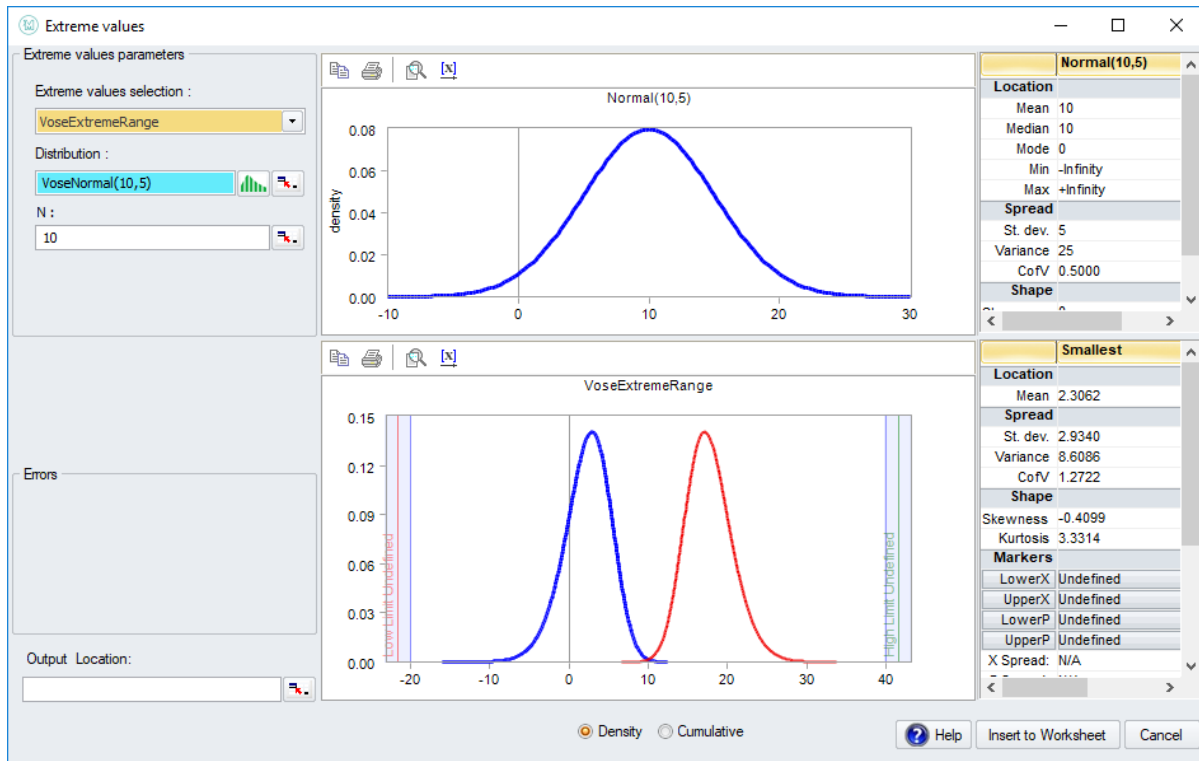 Extreme values
Extreme values parameters
Extreme values selection :
VoseExtremeRange
Distribution :
VoseNormal(10,5)
N :
10
Errors
Output Location:
[x]
Normal(10,5)
density
0.08
0.06
0.04
0.02
0.00
-10 0 10 20 30
Normal(10,5)
Location
Mean 10
Median 10
Mode 0
Min -Infinity
Max +Infinity
Spread
St. dev. 5
Variance 25
CofV 0.5000
Shape
[x]
VoseExtremeRange
0.15
0.12
0.09
0.06
0.03
0.00
Low Limit Undefined
High Limit Undefined
-20 -10 0 10 20 30 40
Smallest
Location
Mean 2.3062
Spread
St. dev. 2.9340
Variance 8.6086
CofV 1.2722
Shape
Skewness -0.4099
Kurtosis 3.3314
Markers
LowerX Undefined
UpperX Undefined
LowerP Undefined
UpperP Undefined
X Spread: N/A
Density Cumulative
? Help Insert to Worksheet Cancel